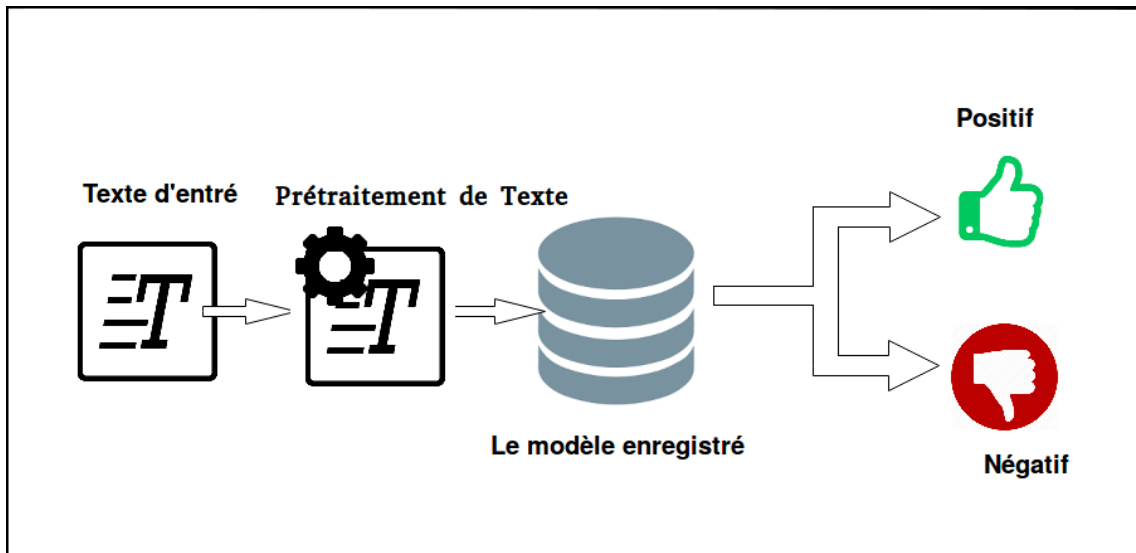 Texte d'entré
Prétraitement de Texte
Le modèle enregistré
Positif
Négatif